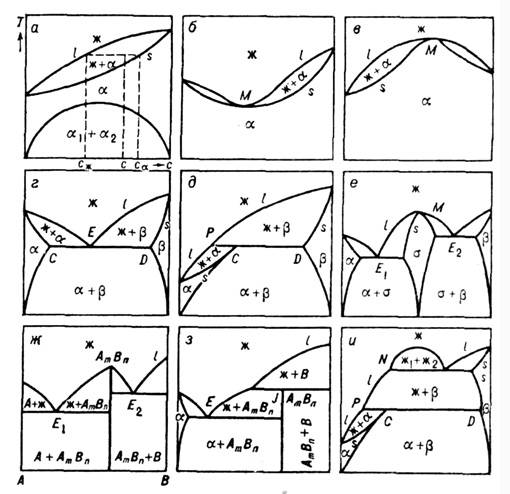 T
а
ж
l
ж+α
s
α
α₁+α₂
Cж
C
Cα
C
б
ж
l
M
ж+α
s
α
в
ж
l
M
ж+α
s
α
г
ж
E
l
ж+α
ж+β
s
α
C
D
β
α+β
д
ж
l
P
ж+β
s
l
ж+α
C
D
β
α
s
α+β
е
ж
M
l
s
α
E₁
σ
E₂
β
α+σ
σ+β
ж
ж
AmBn
l
A+ж
ж+AmBn
E₁
E₂
A+AmBn
AmBn+B
A
B
з
ж
l
ж+B
E
J
AmBn
α
ж+AmBn
α+AmBn
AmBn+B
и
ж
N
ж₁+ж₂
l
s
l
ж+β
s
P
ж+α
C
D
β
s
α
α+β